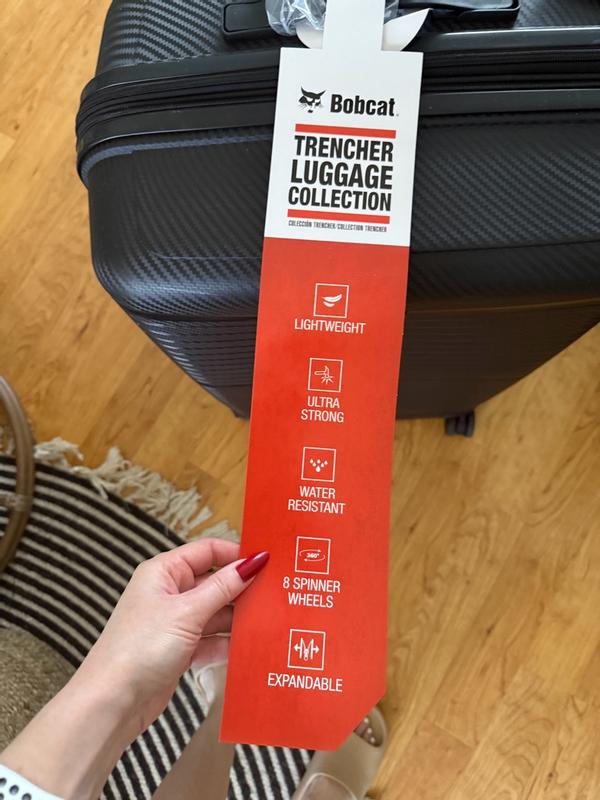 Bobcat
TRENCHER
LUGGAGE
COLLECTION
COLECCIÓN TRENCHER/COLLECTION TRENCHER
LIGHTWEIGHT
ULTRA
STRONG
WATER
RESISTANT
360°
8 SPINNER
WHEELS
EXPANDABLE